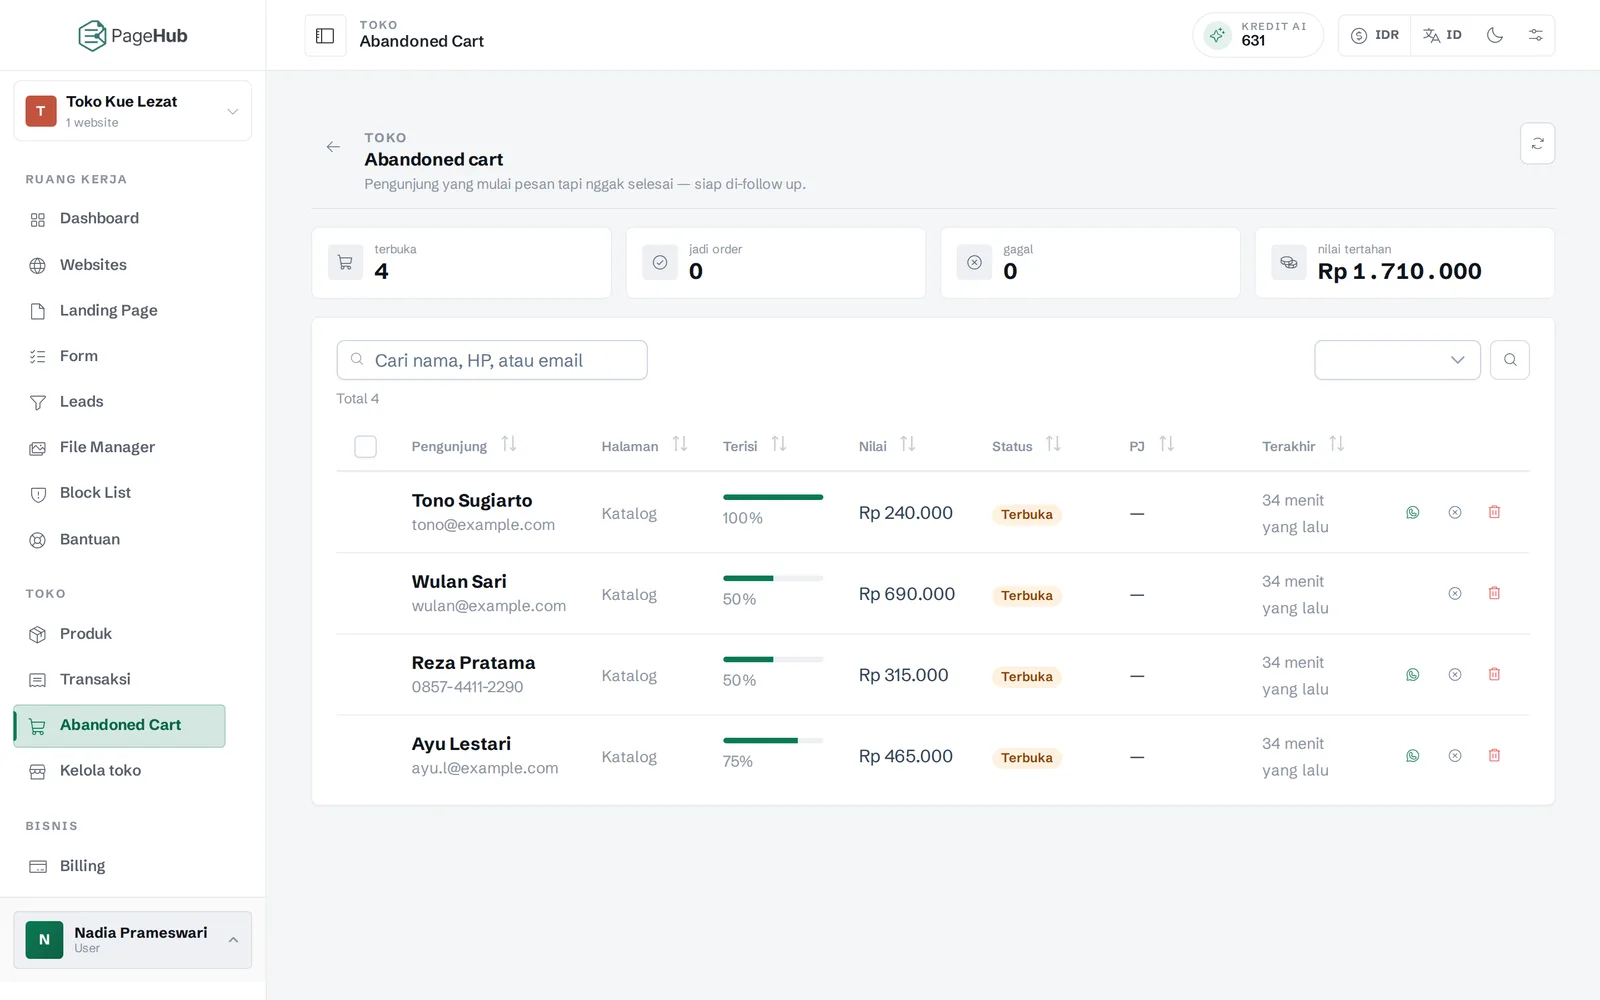 PageHub
T
Toko Kue Lezat
1 website
RUANG KERJA
Dashboard
Websites
Landing Page
Form
Leads
File Manager
Block List
Bantuan
TOKO
Produk
Transaksi
Abandoned Cart
Kelola toko
BISNIS
Billing
N
Nadia Prameswari
User
TOKO
Abandoned Cart
KREDIT AI
631
IDR
ID
TOKO
Abandoned cart
Pengunjung yang mulai pesan tapi nggak selesai — siap di-follow up.
terbuka
4
jadi order
0
gagal
0
nilai tertahan
Rp 1.710.000
Cari nama, HP, atau email
Total 4
Pengunjung Halaman Terisi Nilai Status PJ Terakhir
Tono Sugiarto
tono@example.com
Katalog
100%
Rp 240.000
Terbuka
—
34 menit
yang lalu
Wulan Sari
wulan@example.com
Katalog
50%
Rp 690.000
Terbuka
—
34 menit
yang lalu
Reza Pratama
0857-4411-2290
Katalog
50%
Rp 315.000
Terbuka
—
34 menit
yang lalu
Ayu Lestari
ayu.l@example.com
Katalog
75%
Rp 465.000
Terbuka
—
34 menit
yang lalu